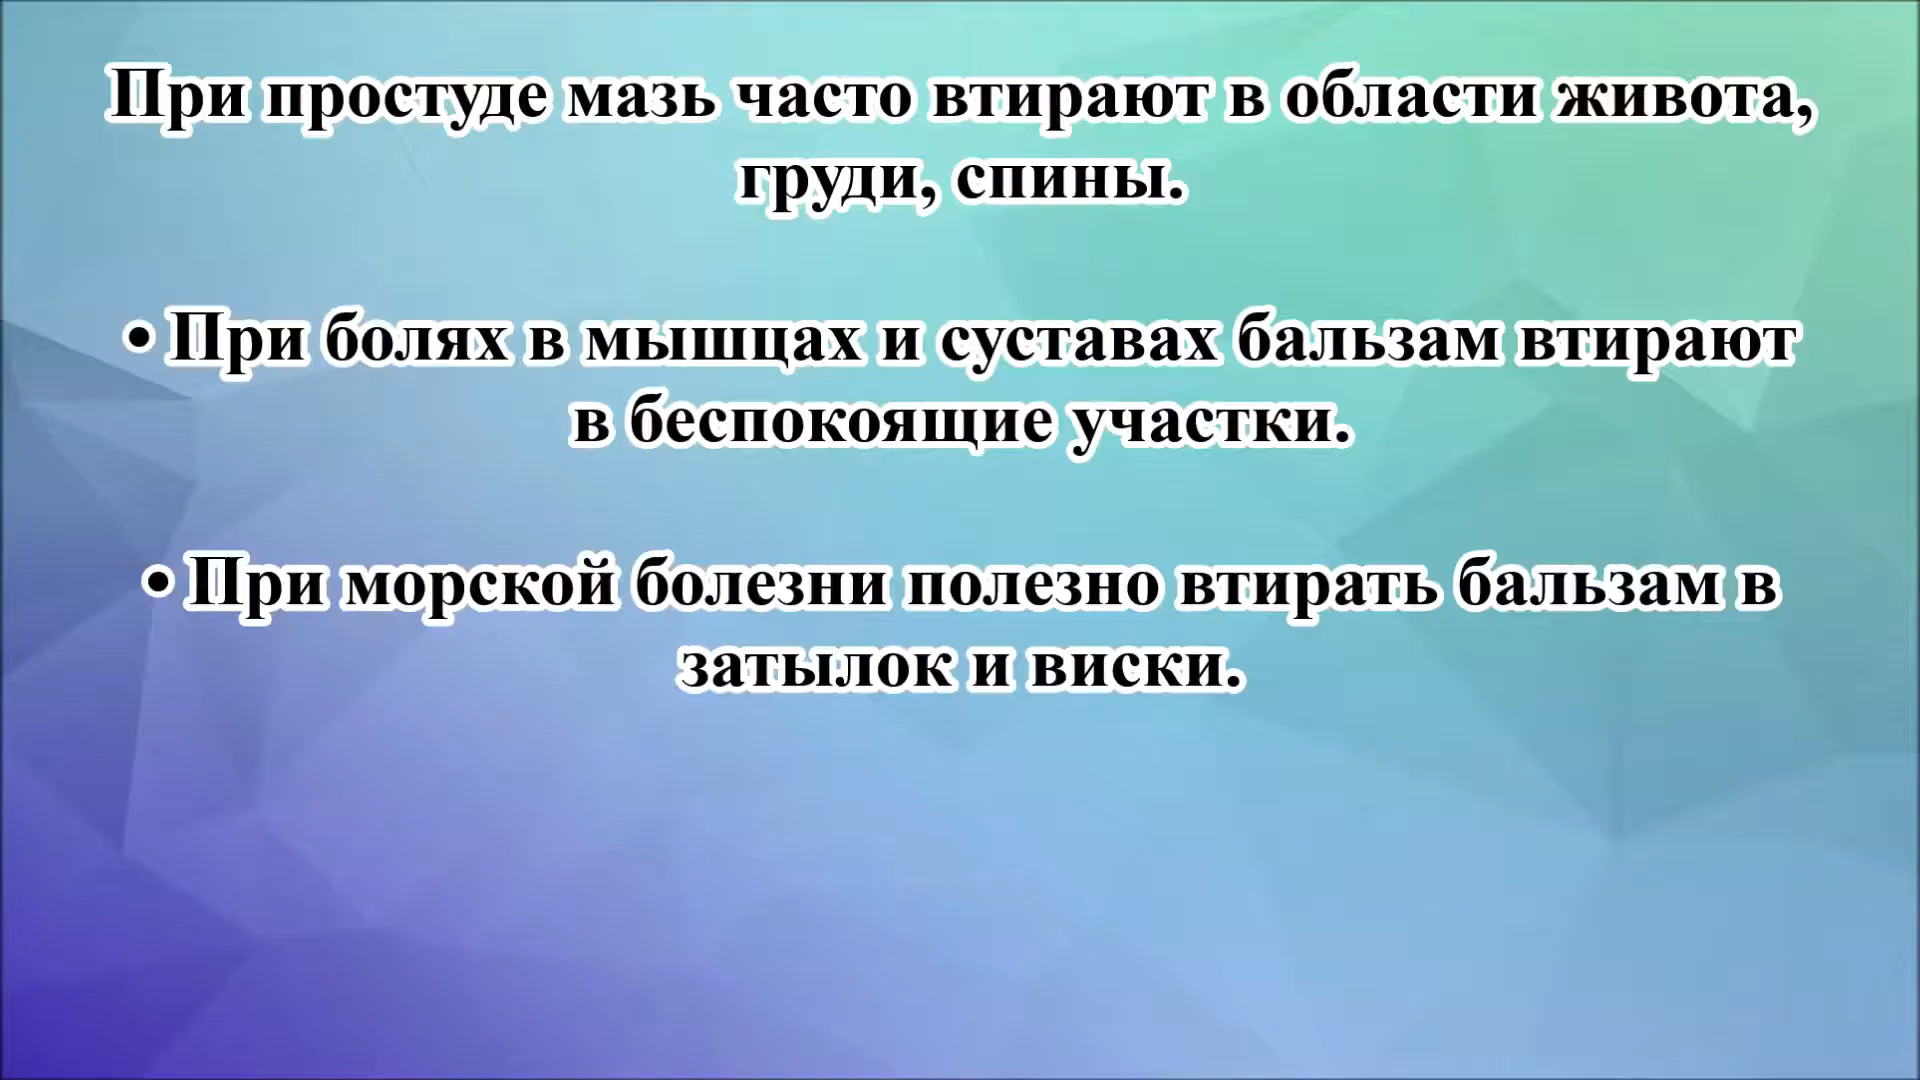 При простуде мазь часто втирают в области живота,
груди, спины.
• При болях в мышцах и суставах бальзам втирают
в беспокоящие участки.
• При морской болезни полезно втирать бальзам в
затылок и виски.